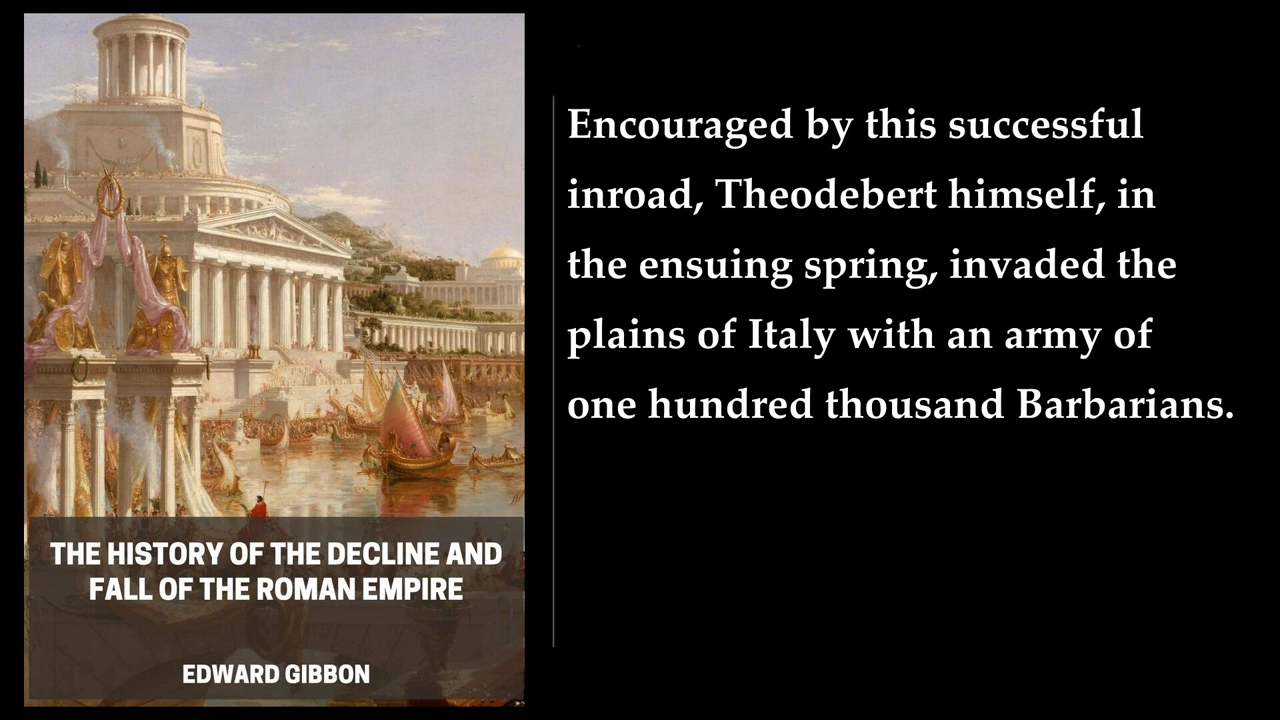 Encouraged by this successful
inroad, Theodebert himself, in
the ensuing spring, invaded the
plains of Italy with an army of
one hundred thousand Barbarians.
THE HISTORY OF THE DECLINE AND
FALL OF THE ROMAN EMPIRE
EDWARD GIBBON